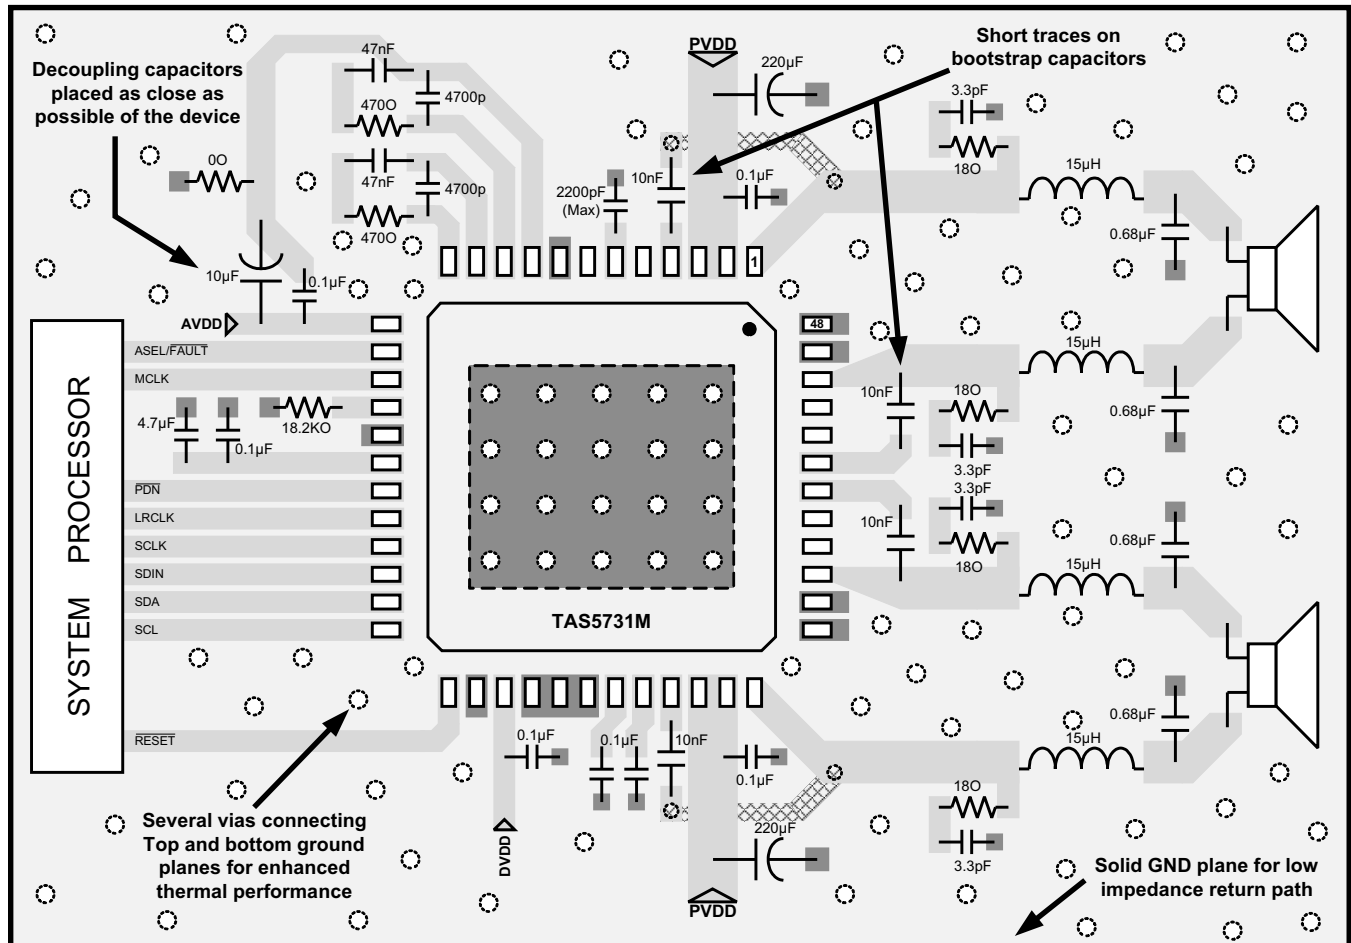 PVDD
Short traces on
bootstrap capacitors
Decoupling capacitors
placed as close as
possible of the device
47nF
4700p
470O
47nF
4700p
470O
0O
220µF
3.3pF
18O
15µH
10nF
2200pF
(Max)
0.1µF
0.68µF
10µF
0.1µF
1
AVDD
48
ASEL/FAULT
MCLK
15µH
10nF
18O
0.68µF
4.7µF
0.1µF
18.2KO
3.3pF
PDN
3.3pF
LRCLK
10nF
SCLK
18O
0.68µF
SDIN
15µH
SDA
SCL
TAS5731M
SYSTEM PROCESSOR
RESET
0.1µF
0.1µF
10nF
0.1µF
15µH
0.68µF
18O
3.3pF
220µF
DVDD
PVDD
Several vias connecting
Top and bottom ground
planes for enhanced
thermal performance
Solid GND plane for low
impedance return path